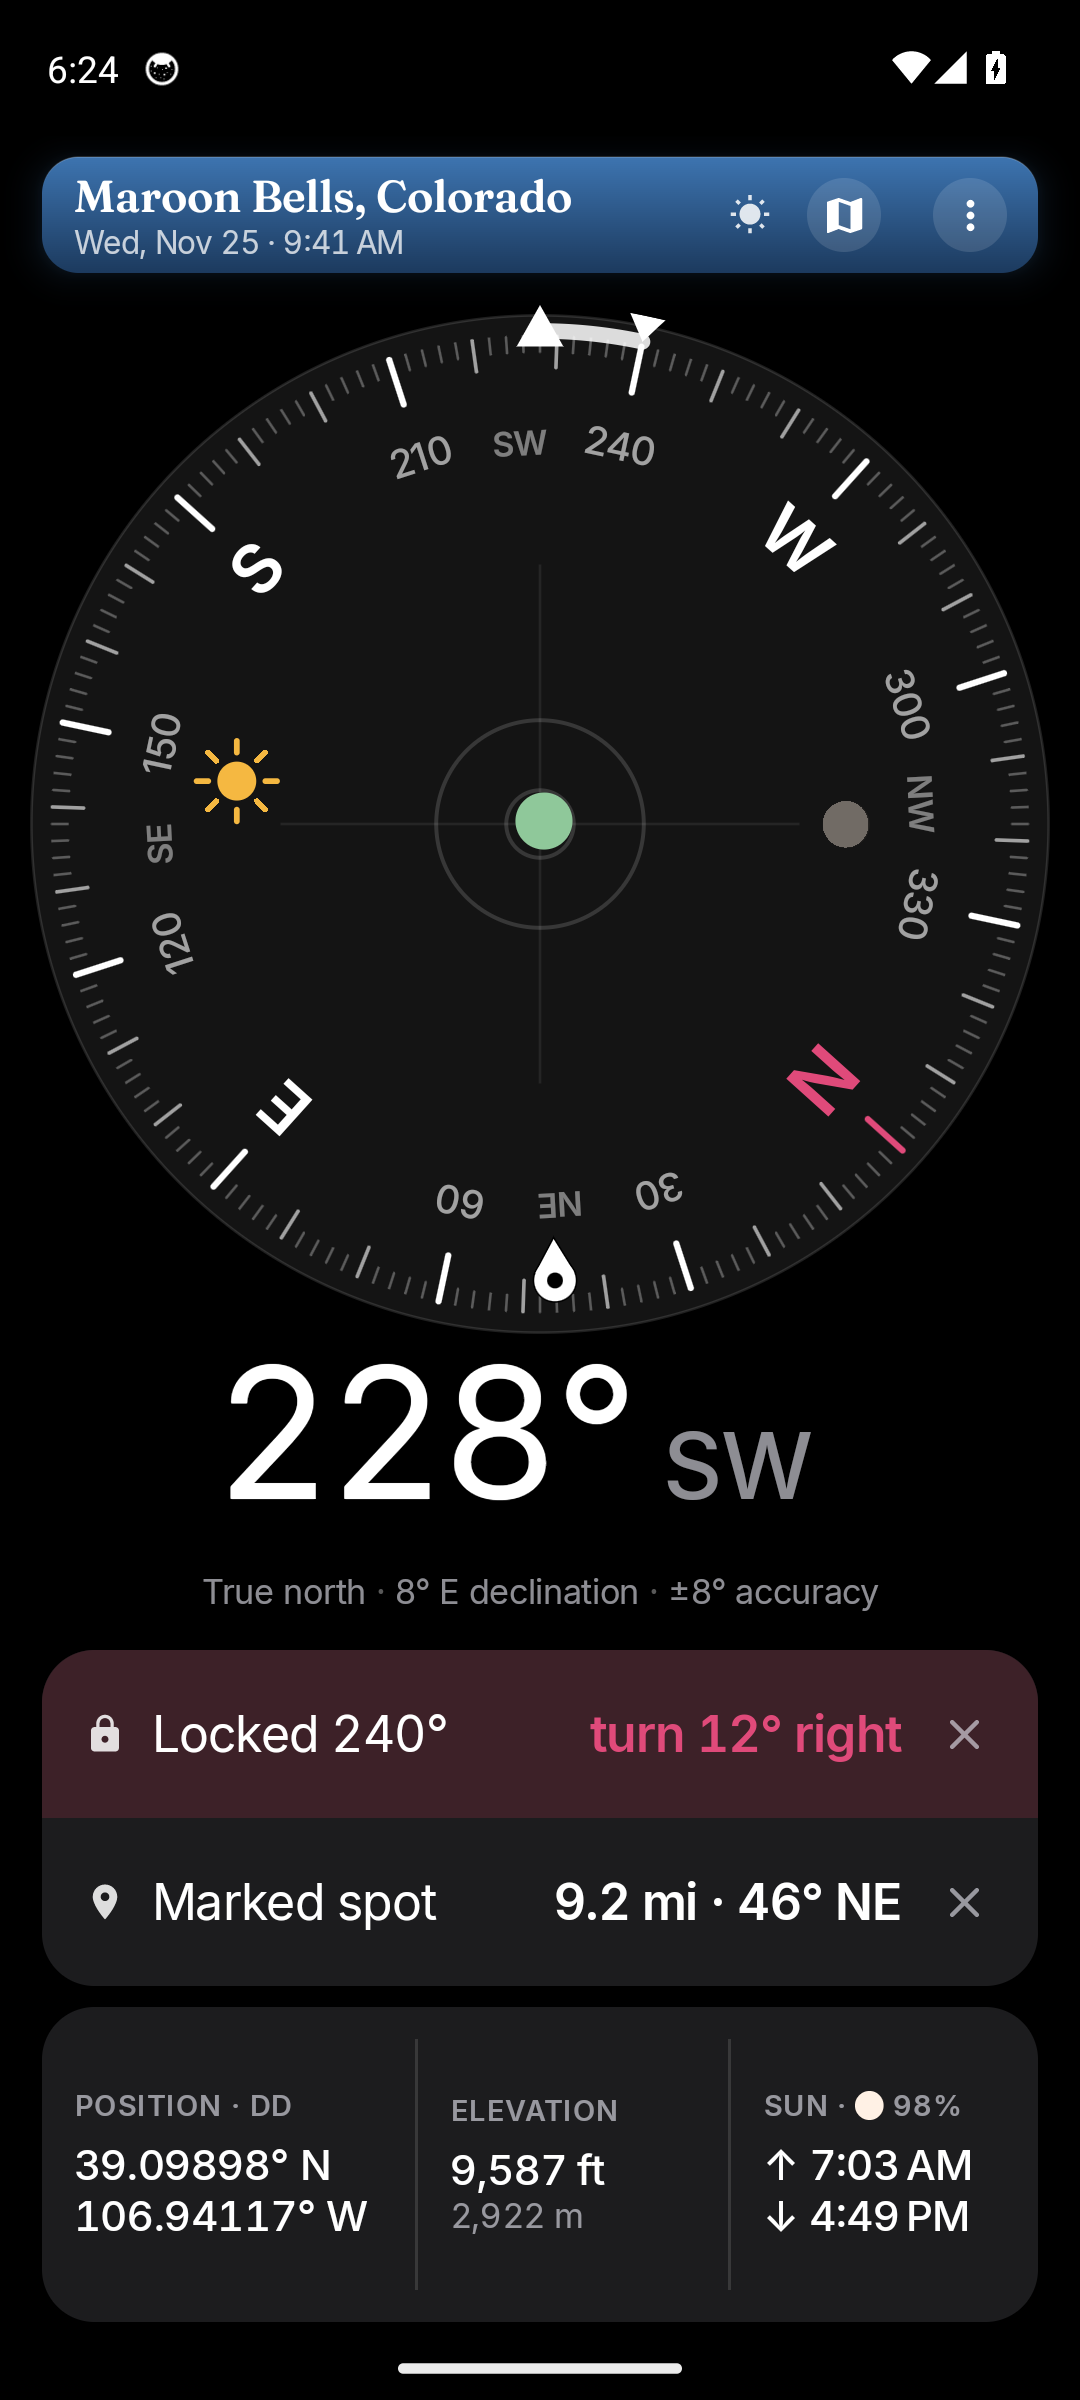 6:24
Maroon Bells, Colorado
Wed, Nov 25 · 9:41 AM
210 SW 240
S W
150 300
SE NW
120 330
E N
60 NE 30
228° SW
True north · 8° E declination · ±8° accuracy
Locked 240° turn 12° right
Marked spot 9.2 mi · 46° NE
POSITION · DD
39.09898° N
106.94117° W
ELEVATION
9,587 ft
2,922 m
SUN · 98%
↑ 7:03 AM
↓ 4:49 PM